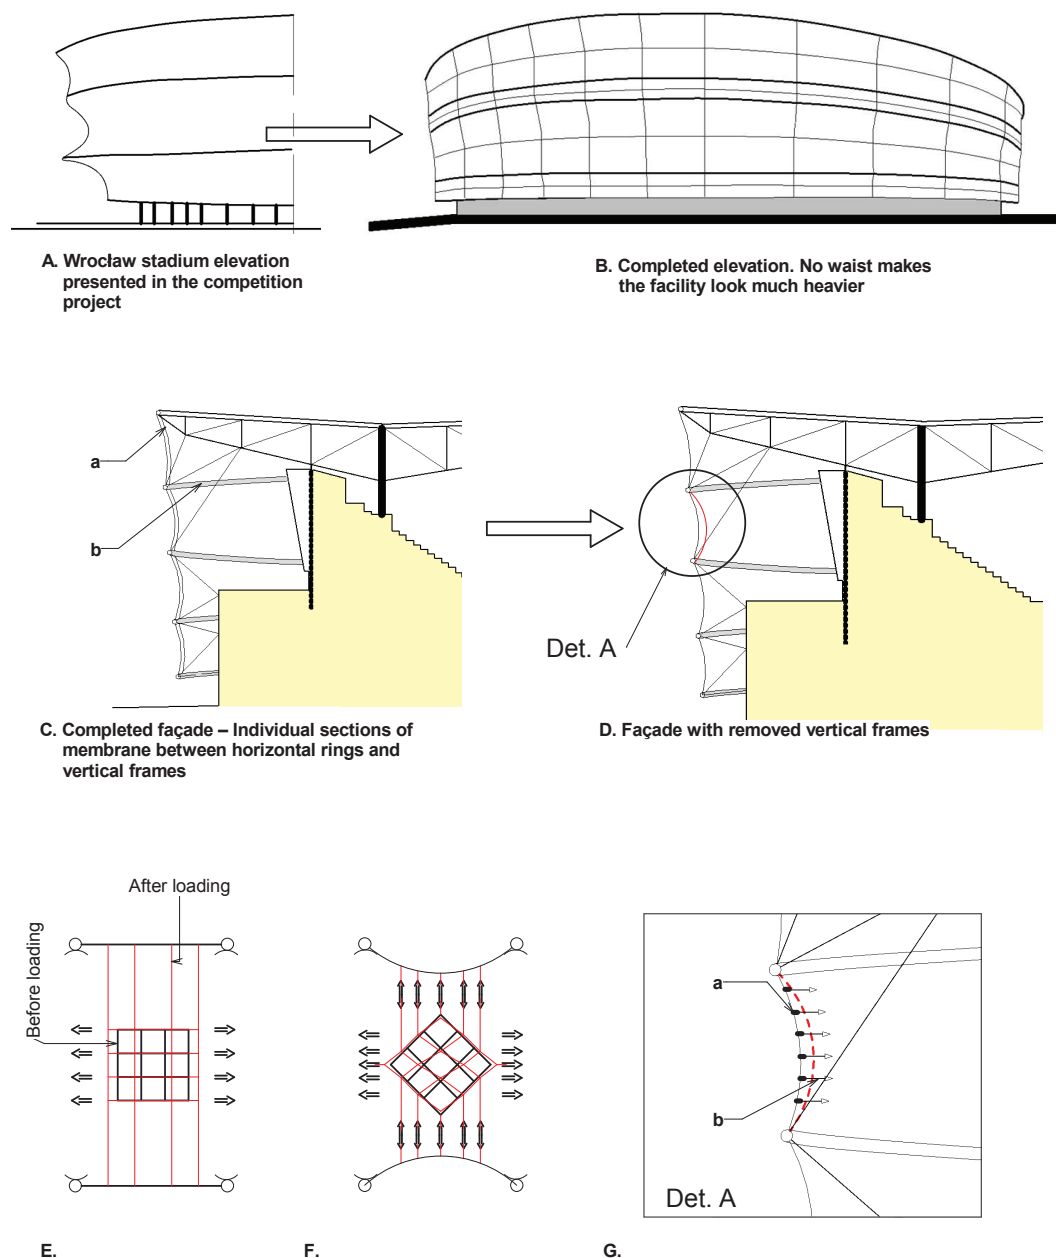 A. Wrocław stadium elevation
presented in the competition
project
B. Completed elevation. No waist makes
the facility look much heavier
a
b
Det. A
C. Completed façade – Individual sections of
membrane between horizontal rings and
vertical frames
D. Façade with removed vertical frames
After loading
Before loading
a
b
Det. A
E.
F.
G.